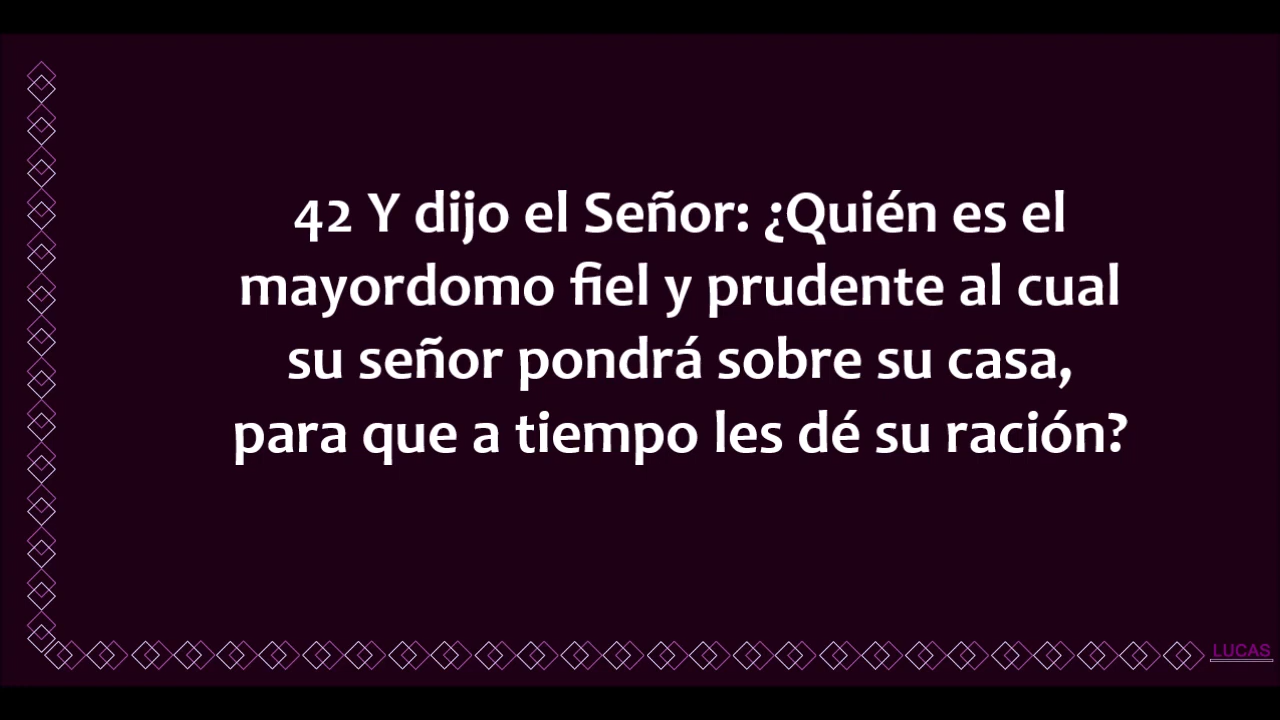 42 Y dijo el Señor: ¿Quién es el
mayordomo fiel y prudente al cual
su señor pondrá sobre su casa,
para que a tiempo les dé su ración?
LUCAS